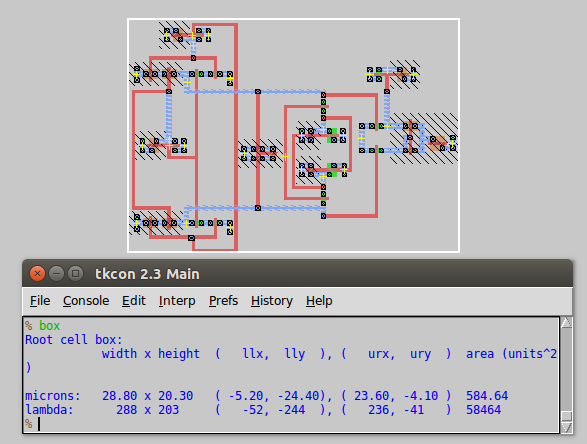 tkcon 2.3 Main
File Console Edit Interp Prefs History Help
% box
Root cell box:
width x height ( llx, lly ), ( urx, ury ) area (units^2
)
microns: 28.80 x 20.30 ( -5.20, -24.40), ( 23.60, -4.10 ) 584.64
lambda: 288 x 203 ( -52, -244 ), ( 236, -41 ) 58464
%